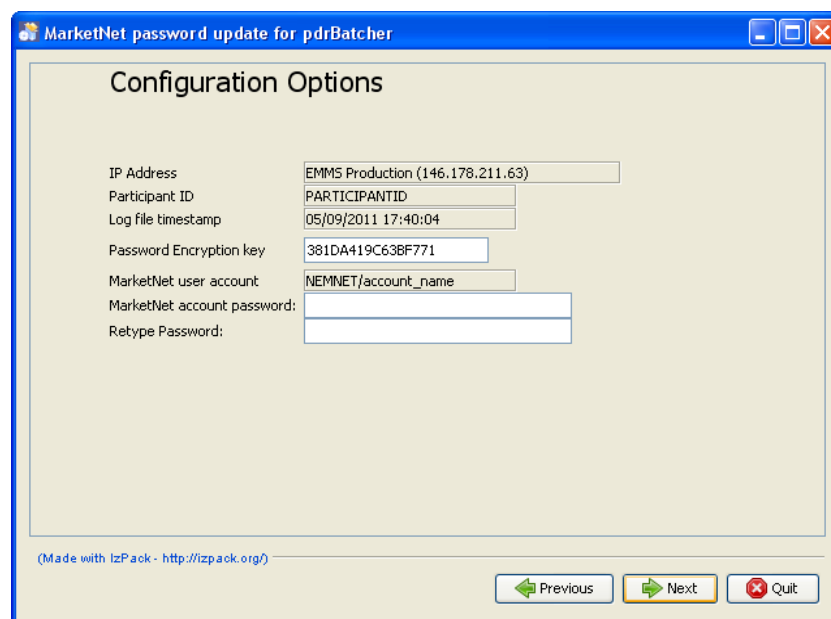 MarketNet password update for pdrBatcher
Configuration Options
IP Address EMMS Production (146.178.211.63)
Participant ID PARTICIPANTID
Log file timestamp 05/09/2011 17:40:04
Password Encryption key 381DA419C63BF771
MarketNet user account NEMNET/account_name
MarketNet account password:
Retype Password:
(Made with IzPack - http://izpack.org/)
Previous Next Quit